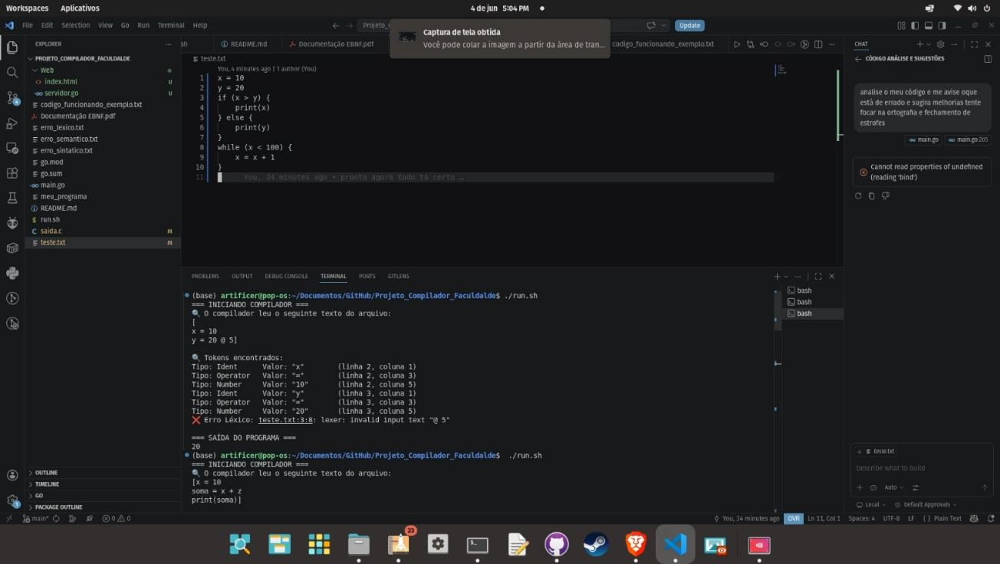 Workspaces Aplicativos
4 de jun 5:04 PM
File Edit Selection View Go Run Terminal Help
Projeto_
Update
Captura de tela obtida
Você pode colar a imagem a partir da área de tran...
EXPLORER
PROJETO_COMPILADOR_FACULDALDE
Web
index.html U
servidor.go U
codigo_funcionando_exemplo.txt
Documentação EBNF.pdf
erro_lexico.txt
erro_semantico.txt
erro_sintatico.txt
go.mod
go.sum
main.go
meu_programa
README.md
run.sh
saida.c M
teste.txt M
OUTLINE
TIMELINE
GO
PACKAGE OUTLINE
sh README.md Documentação EBNF.pdf codigo_funcionando_exemplo.txt
teste.txt
You, 4 minutes ago | 1 author (You)
1 x = 10
2 y = 20
3 if (x > y) {
4 print(x)
5 } else {
6 print(y)
7 }
8 while (x < 100) {
9 x = x + 1
10 }
11 You, 34 minutes ago • pronto agora tudo tá certo …
PROBLEMS OUTPUT DEBUG CONSOLE TERMINAL PORTS GITLENS
(base) artificer@pop-os:~/Documentos/GitHub/Projeto_Compilador_Faculdalde$ ./run.sh
=== INICIANDO COMPILADOR ===
🔍 O compilador leu o seguinte texto do arquivo:
[
x = 10
y = 20 @ 5]
🔍 Tokens encontrados:
Tipo: Ident Valor: "x" (linha 2, coluna 1)
Tipo: Operator Valor: "=" (linha 2, coluna 3)
Tipo: Number Valor: "10" (linha 2, coluna 5)
Tipo: Ident Valor: "y" (linha 3, coluna 1)
Tipo: Operator Valor: "=" (linha 3, coluna 3)
Tipo: Number Valor: "20" (linha 3, coluna 5)
❌ Erro Léxico: teste.txt:3:8: lexer: invalid input text "@ 5"
=== SAÍDA DO PROGRAMA ===
20
(base) artificer@pop-os:~/Documentos/GitHub/Projeto_Compilador_Faculdalde$ ./run.sh
=== INICIANDO COMPILADOR ===
🔍 O compilador leu o seguinte texto do arquivo:
[x = 10
soma = x + z
print(soma)]
bash
bash
bash
CHAT
CÓDIGO ANÁLISE E SUGESTÕES
analise o meu código e me avise oque
está de errado e sugira melhorias tente
focar na ortografia e fechamento de
estrofes
main.go main.go:205
Cannot read properties of undefined
(reading 'bind')
teste.txt
Describe what to build
Auto
Local Default Approvals
main* 0 0
You, 34 minutes ago OVR Ln 11, Col 1 Spaces: 4 UTF-8 LF { } Plain Text
23